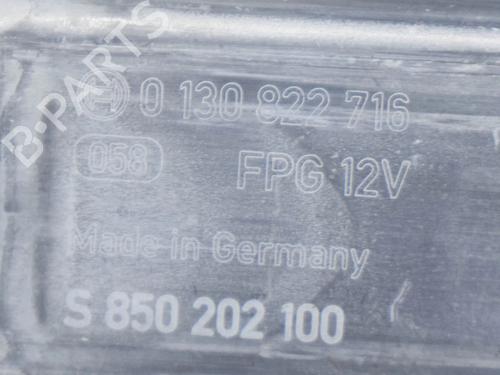 B-PARTS
0 130 822 716
058 FPG 12V
Made in Germany
S 850 202 100